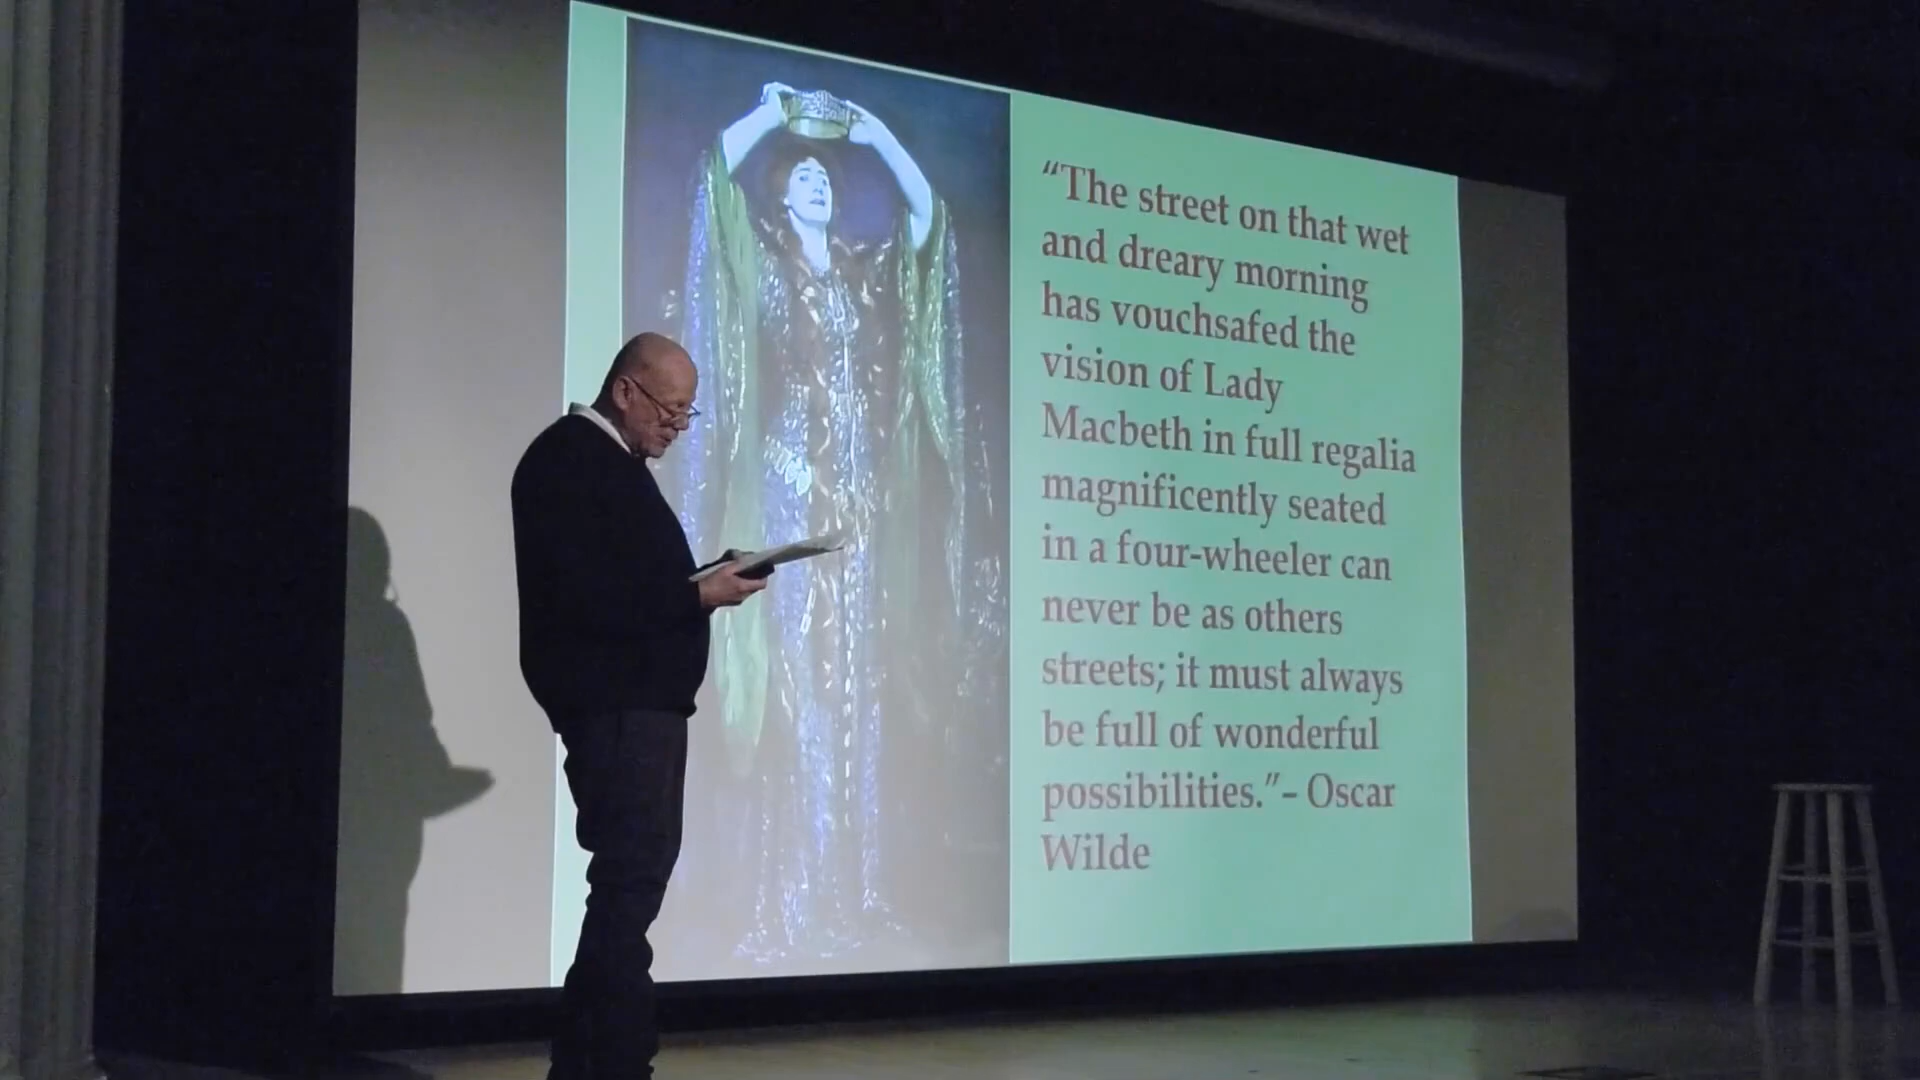 “The street on that wet
and dreary morning
has vouchsafed the
vision of Lady
Macbeth in full regalia
magnificently seated
in a four-wheeler can
never be as others
streets; it must always
be full of wonderful
possibilities.”– Oscar
Wilde